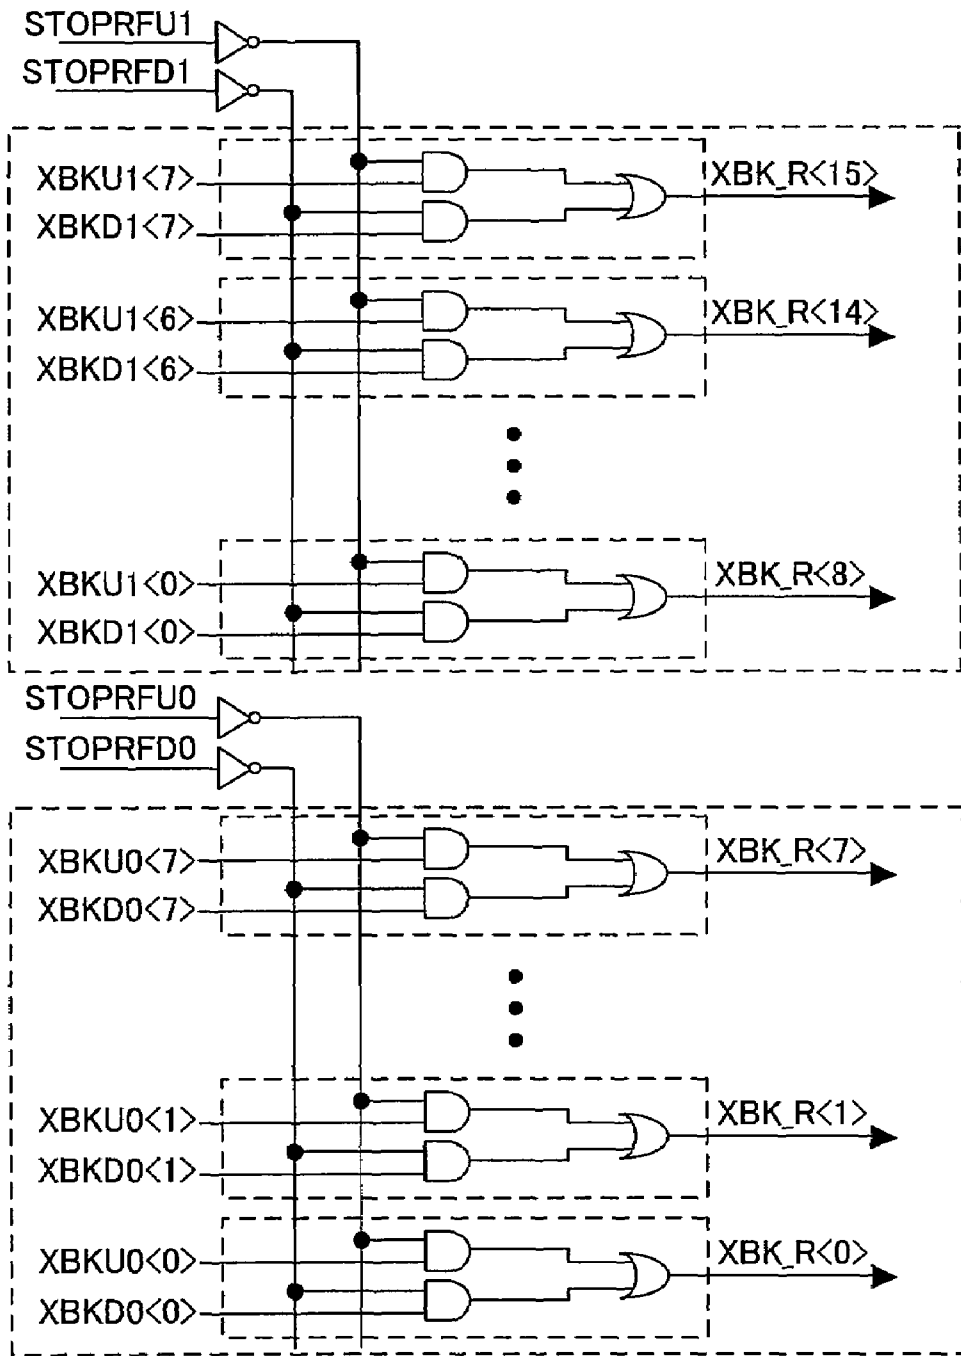 STOPRFU1
STOPRFD1
XBKU1<7>
XBK_R<15>
XBKD1<7>
XBKU1<6>
XBK_R<14>
XBKD1<6>
XBKU1<0>
XBK_R<8>
XBKD1<0>
STOPRFU0
STOPRFD0
XBKU0<7>
XBK_R<7>
XBKD0<7>
XBKU0<1>
XBK_R<1>
XBKD0<1>
XBKU0<0>
XBK_R<0>
XBKD0<0>